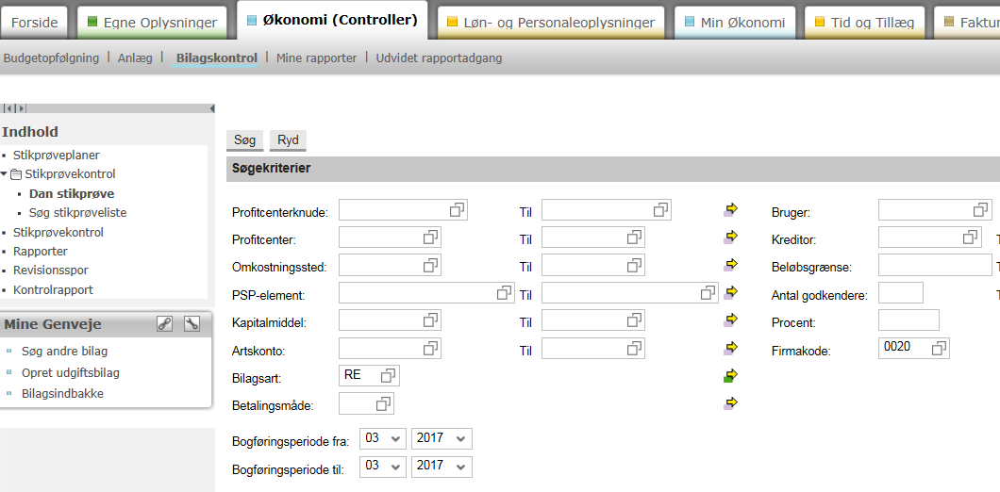 Forside Egne Oplysninger Økonomi (Controller) Løn- og Personaleoplysninger Min Økonomi Tid og Tillæg Faktur
Budgetopfølgning | Anlæg | Bilagskontrol | Mine rapporter | Udvidet rapportadgang
Indhold
Stikprøveplaner
Stikprøvekontrol
Dan stikprøve
Søg stikprøveliste
Stikprøvekontrol
Rapporter
Revisionsspor
Kontrolrapport
Mine Genveje
Søg andre bilag
Opret udgiftsbilag
Bilagsindbakke
Søg Ryd
Søgekriterier
Profitcenterknude: Til Bruger:
Profitcenter: Til Kreditor: T
Omkostningssted: Til Beløbsgrænse: T
PSP-element: Til Antal godkendere: T
Kapitalmiddel: Til Procent:
Artskonto: Til Firmakode: 0020
Bilagsart: RE
Betalingsmåde:
Bogføringsperiode fra: 03 2017
Bogføringsperiode til: 03 2017